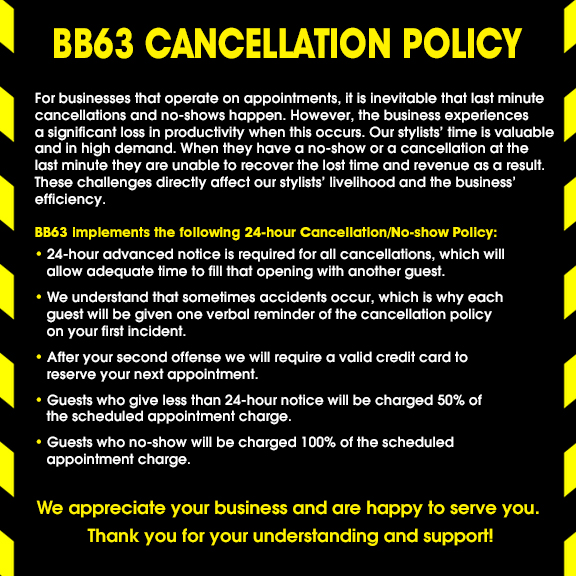 BB63 CANCELLATION POLICY
For businesses that operate on appointments, it is inevitable that last minute
cancellations and no-shows happen. However, the business experiences
a significant loss in productivity when this occurs. Our stylists' time is valuable
and in high demand. When they have a no-show or a cancellation at the
last minute they are unable to recover the lost time and revenue as a result.
These challenges directly affect our stylists' livelihood and the business'
efficiency.
BB63 implements the following 24-hour Cancellation/No-show Policy:
• 24-hour advanced notice is required for all cancellations, which will
allow adequate time to fill that opening with another guest.
• We understand that sometimes accidents occur, which is why each
guest will be given one verbal reminder of the cancellation policy
on your first incident.
• After your second offense we will require a valid credit card to
reserve your next appointment.
• Guests who give less than 24-hour notice will be charged 50% of
the scheduled appointment charge.
• Guests who no-show will be charged 100% of the scheduled
appointment charge.
We appreciate your business and are happy to serve you.
Thank you for your understanding and support!